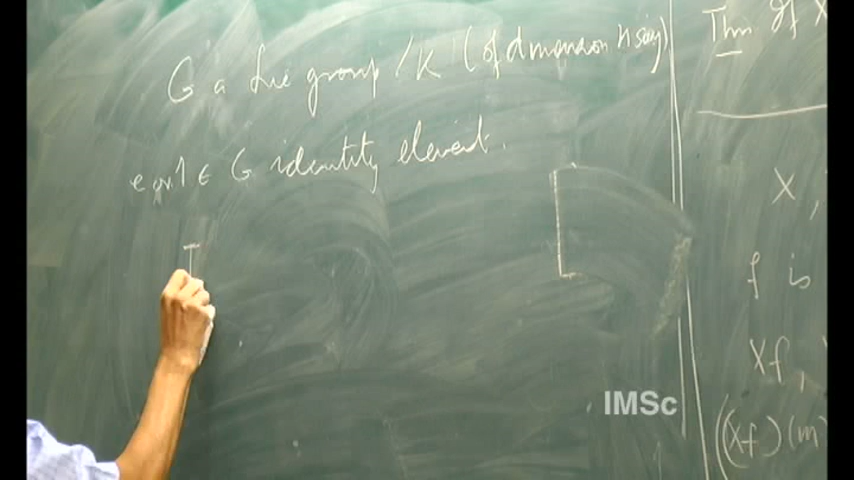 G a Lie group /K (of dimension n say)
e or 1 ∈ G identity element.
T
Thm If X
X,
f is
Xf,
((Xf)(m)
IMSc